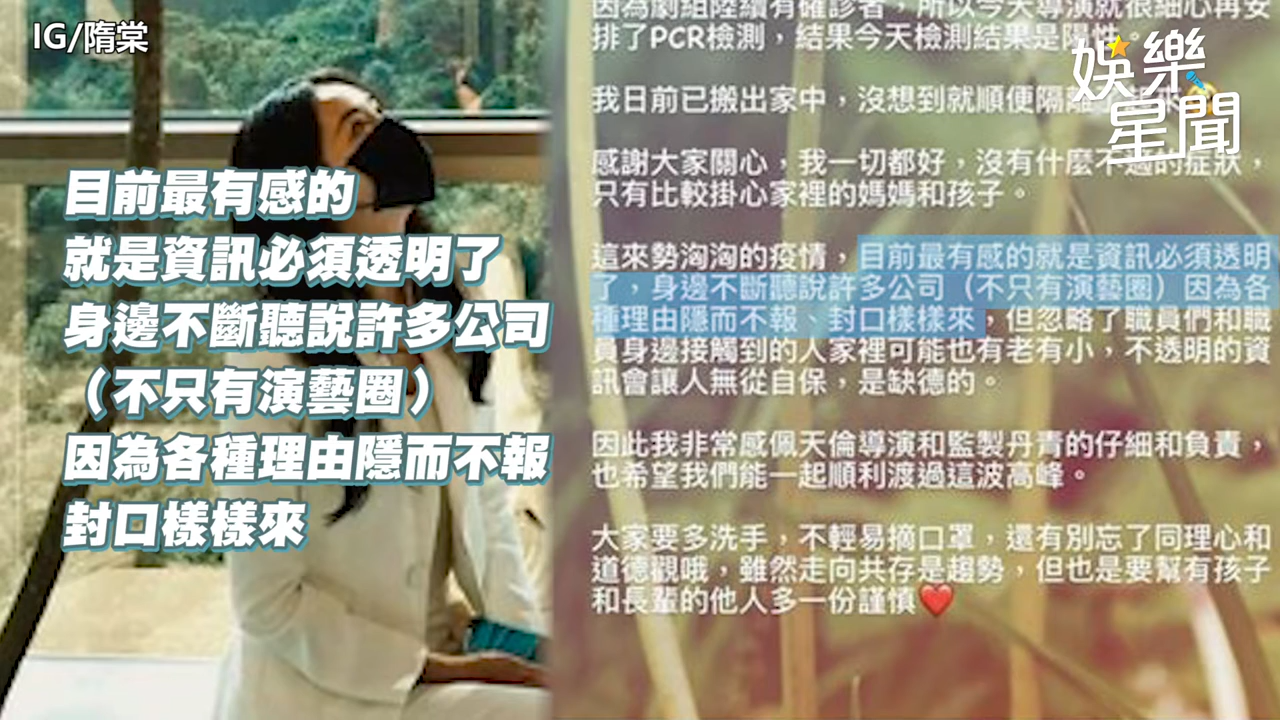 IG/隋棠
目前最有感的
就是資訊必須透明了
身邊不斷聽說許多公司
（不只有演藝圈）
因為各種理由隱而不報
封口樣樣來
娛樂
星聞
因為劇組陸續有確診者，所以今天導演就很細心再安
排了PCR檢測，結果今天檢測結果是陽性。
我日前已搬出家中，沒想到就順便隔離
感謝大家關心，我一切都好，沒有什麼不適的症狀，
只有比較掛心家裡的媽媽和孩子。
這來勢洶洶的疫情，目前最有感的就是資訊必須透明
了，身邊不斷聽說許多公司（不只有演藝圈）因為各
種理由隱而不報、封口樣樣來，但忽略了職員們和職
員身邊接觸到的人家裡可能也有老有小，不透明的資
訊會讓人無從自保，是缺德的。
因此我非常感佩天倫導演和監製丹青的仔細和負責，
也希望我們能一起順利渡過這波高峰。
大家要多洗手，不輕易摘口罩，還有別忘了同理心和
道德觀哦，雖然走向共存是趨勢，但也是要幫有孩子
和長輩的他人多一份謹慎❤️